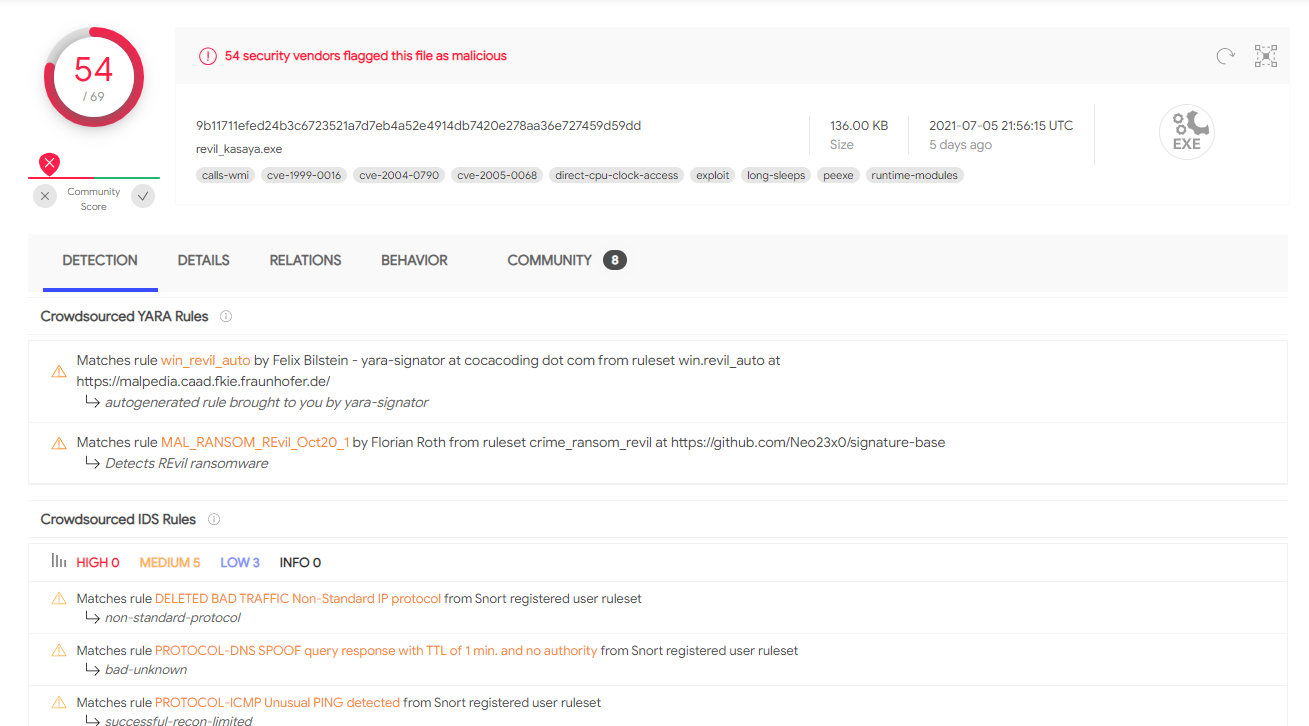 54
/ 69
Community
Score
54 security vendors flagged this file as malicious
9b11711efed24b3c6723521a7d7eb4a52e4914db7420e278aa36e727459d59dd
revil_kasaya.exe
136.00 KB
Size
2021-07-05 21:56:15 UTC
5 days ago
EXE
calls-wmi cve-1999-0016 cve-2004-0790 cve-2005-0068 direct-cpu-clock-access exploit long-sleeps peexe runtime-modules
DETECTION DETAILS RELATIONS BEHAVIOR COMMUNITY 8
Crowdsourced YARA Rules
Matches rule win_revil_auto by Felix Bilstein - yara-signator at cocacoding dot com from ruleset win.revil_auto at
https://malpedia.caad.fkie.fraunhofer.de/
autogenerated rule brought to you by yara-signator
Matches rule MAL_RANSOM_REvil_Oct20_1 by Florian Roth from ruleset crime_ransom_revil at https://github.com/Neo23x0/signature-base
Detects REvil ransomware
Crowdsourced IDS Rules
HIGH 0 MEDIUM 5 LOW 3 INFO 0
Matches rule DELETED BAD TRAFFIC Non-Standard IP protocol from Snort registered user ruleset
non-standard-protocol
Matches rule PROTOCOL-DNS SPOOF query response with TTL of 1 min. and no authority from Snort registered user ruleset
bad-unknown
Matches rule PROTOCOL-ICMP Unusual PING detected from Snort registered user ruleset
successful-recon-limited